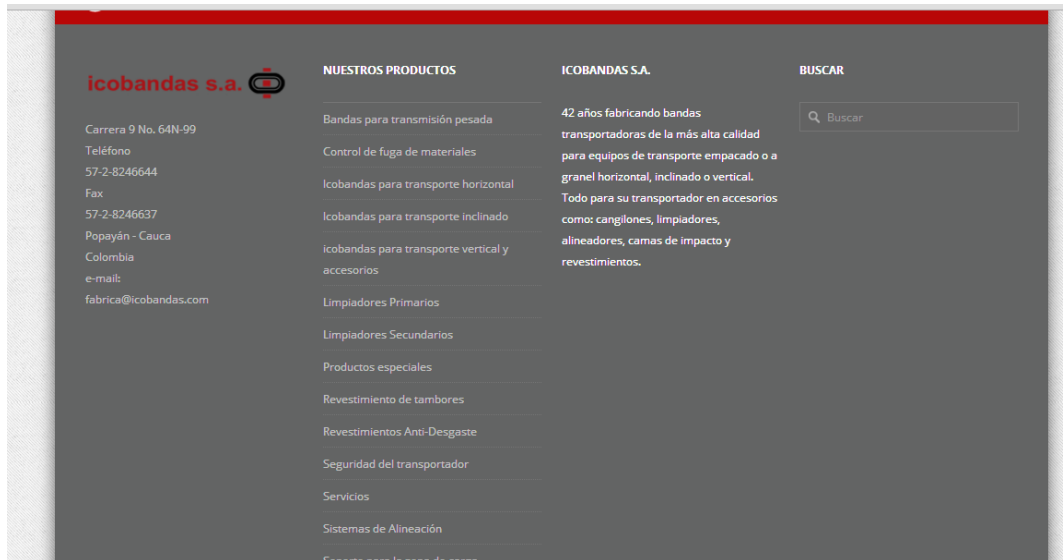 icobandas s.a.
Carrera 9 No. 64N-99
Teléfono
57-2-8246644
Fax
57-2-8246637
Popayán - Cauca
Colombia
e-mail:
fabrica@icobandas.com
NUESTROS PRODUCTOS
Bandas para transmisión pesada
Control de fuga de materiales
Icobandas para transporte horizontal
Icobandas para transporte inclinado
icobandas para transporte vertical y
accesorios
Limpiadores Primarios
Limpiadores Secundarios
Productos especiales
Revestimiento de tambores
Revestimientos Anti-Desgaste
Seguridad del transportador
Servicios
Sistemas de Alineación
ICOBANDAS S.A.
42 años fabricando bandas
transportadoras de la más alta calidad
para equipos de transporte empacado o a
granel horizontal, inclinado o vertical.
Todo para su transportador en accesorios
como: cangilones, limpiadores,
alineadores, camas de impacto y
revestimientos.
BUSCAR
Buscar